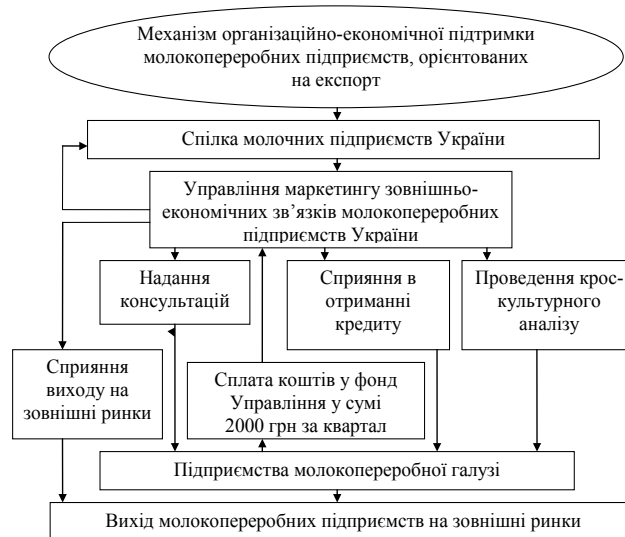 Механізм організаційно-економічної підтримки
молокопереробних підприємств, орієнтованих
на експорт
Спілка молочних підприємств України
Управління маркетингу зовнішньо-
економічних зв’язків молокопереробних
підприємств України
Надання
консультацій
Сприяння в
отриманні
кредиту
Проведення крос-
культурного
аналізу
Сприяння
виходу на
зовнішні ринки
Сплата коштів у фонд
Управління у сумі
2000 грн за квартал
Підприємства молокопереробної галузі
Вихід молокопереробних підприємств на зовнішні ринки